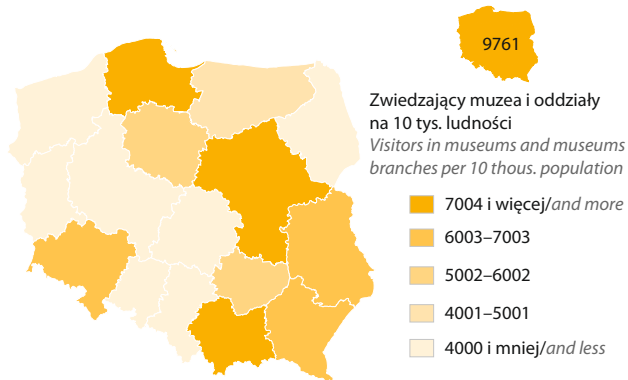 9761
Zwiedzający muzea i oddziały
na 10 tys. ludności
Visitors in museums and museums
branches per 10 thous. population
7004 i więcej/and more
6003–7003
5002–6002
4001–5001
4000 i mniej/and less